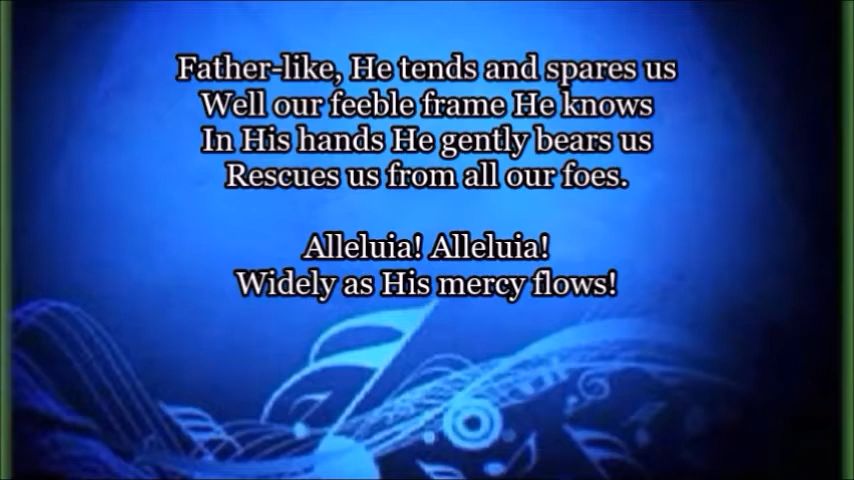 Father-like, He tends and spares us
Well our feeble frame He knows
In His hands He gently bears us
Rescues us from all our foes.
Alleluia! Alleluia!
Widely as His mercy flows!